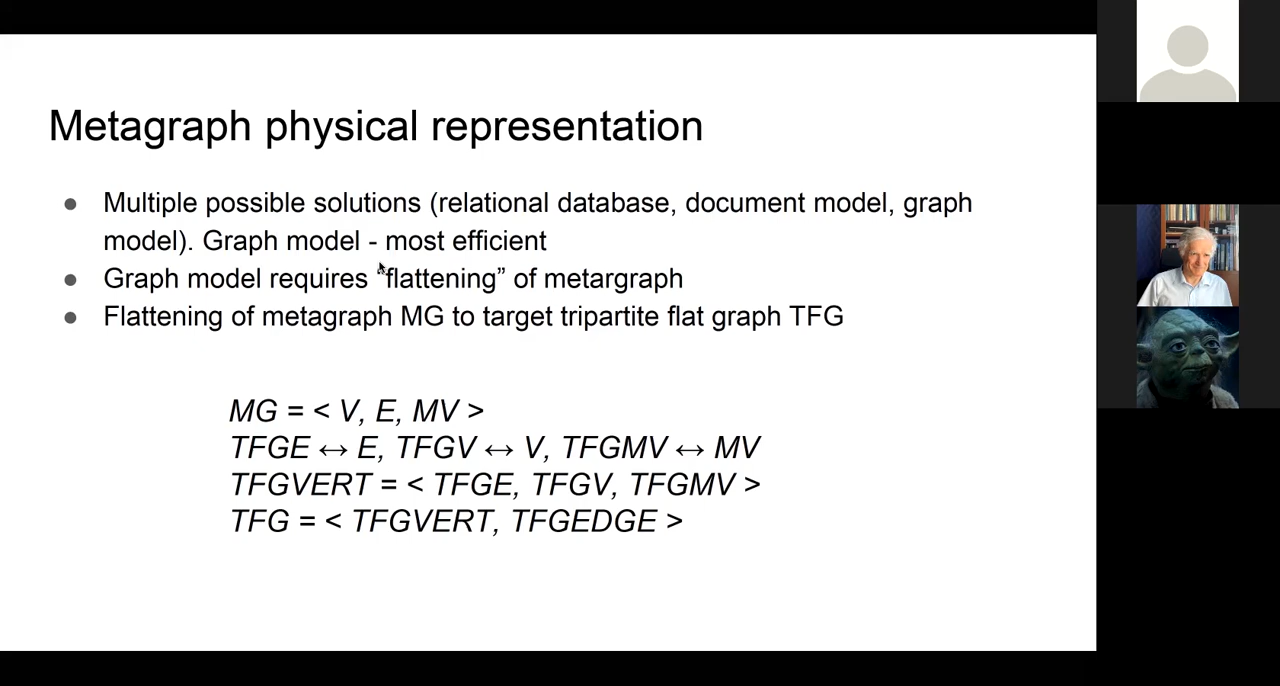 Metagraph physical representation
● Multiple possible solutions (relational database, document model, graph
model). Graph model - most efficient
● Graph model requires “flattening” of metargraph
● Flattening of metagraph MG to target tripartite flat graph TFG
MG = < V, E, MV >
TFGE ↔ E, TFGV ↔ V, TFGMV ↔ MV
TFGVERT = < TFGE, TFGV, TFGMV >
TFG = < TFGVERT, TFGEDGE >